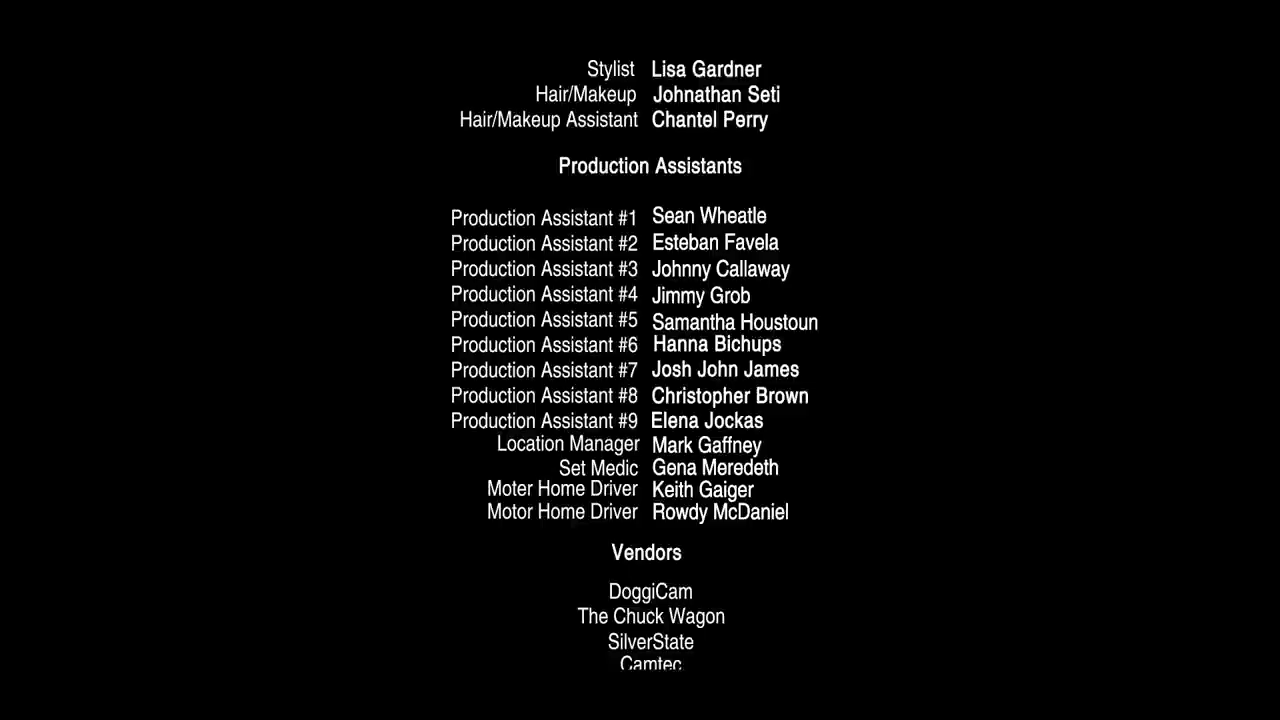 Stylist Lisa Gardner
Hair/Makeup Johnathan Seti
Hair/Makeup Assistant Chantel Perry
Production Assistants
Production Assistant #1 Sean Wheatle
Production Assistant #2 Esteban Favela
Production Assistant #3 Johnny Callaway
Production Assistant #4 Jimmy Grob
Production Assistant #5 Samantha Houstoun
Production Assistant #6 Hanna Bichups
Production Assistant #7 Josh John James
Production Assistant #8 Christopher Brown
Production Assistant #9 Elena Jockas
Location Manager Mark Gaffney
Set Medic Gena Meredeth
Moter Home Driver Keith Gaiger
Motor Home Driver Rowdy McDaniel
Vendors
DoggiCam
The Chuck Wagon
SilverState
Camtec